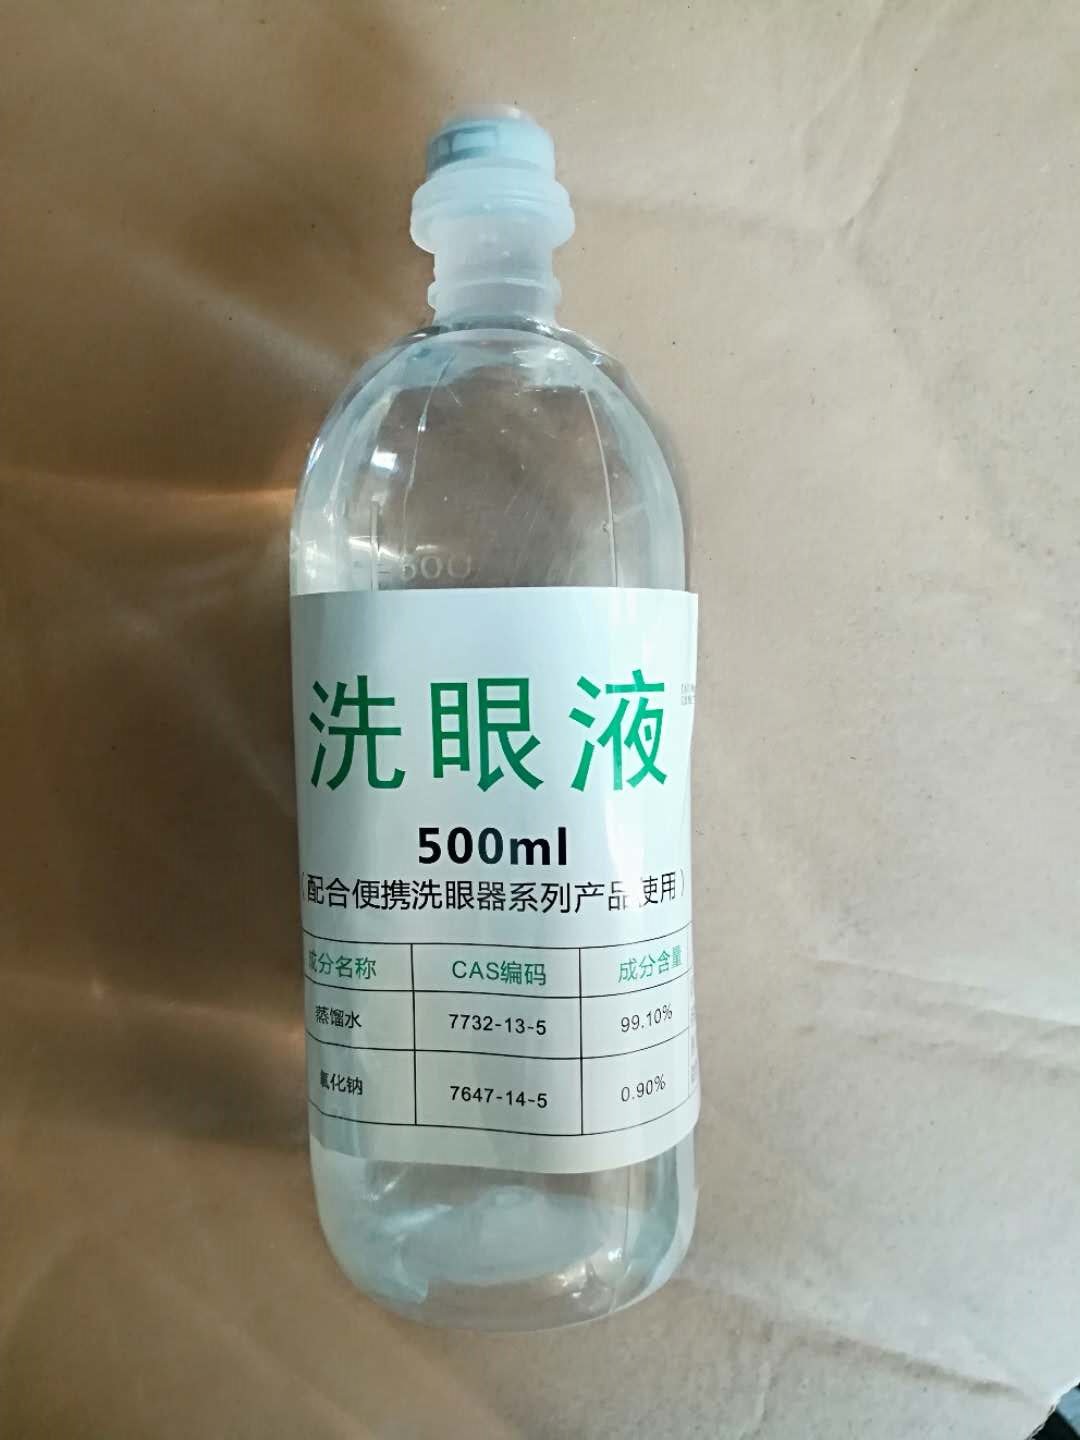 500
洗眼液
500ml
（配合便携洗眼器系列产品使用）
成分名称 CAS编码 成分含量
蒸馏水 7732-13-5 99.10%
氯化钠 7647-14-5 0.90%